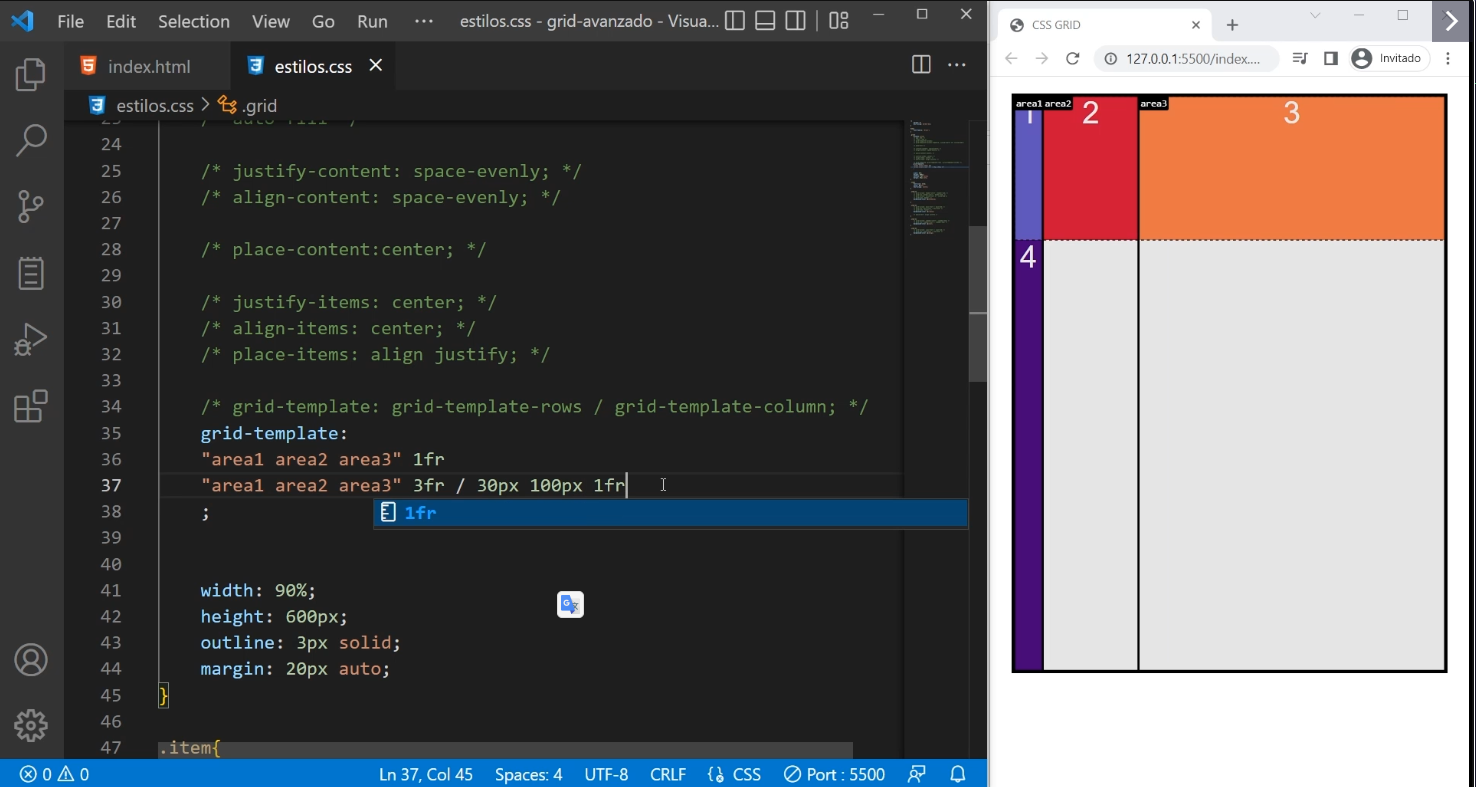 File Edit Selection View Go Run ··· estilos.css - grid-avanzado - Visua...
index.html estilos.css
estilos.css > .grid
24
25 /* justify-content: space-evenly; */
26 /* align-content: space-evenly; */
27
28 /* place-content:center; */
29
30 /* justify-items: center; */
31 /* align-items: center; */
32 /* place-items: align justify; */
33
34 /* grid-template: grid-template-rows / grid-template-column; */
35 grid-template:
36 "area1 area2 area3" 1fr
37 "area1 area2 area3" 3fr / 30px 100px 1fr
38 ;
1fr
39
40
41 width: 90%;
42 height: 600px;
43 outline: 3px solid;
44 margin: 20px auto;
45 }
46
47 .item{
0 0 Ln 37, Col 45 Spaces: 4 UTF-8 CRLF {} CSS Port : 5500
CSS GRID
127.0.0.1:5500/index.... Invitado
area1 area2 area3
1 2 3
4